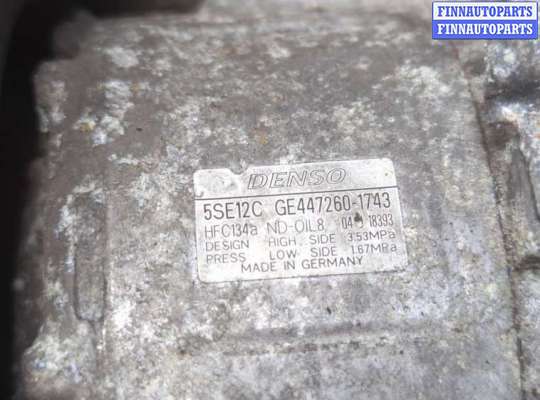 FINNAUTOPARTS
FINNAUTOPARTS
DENSO
5SE12C GE447260-1743
HFC134a ND-OIL8 18393
DESIGN HIGH SIDE 3.53MPa
PRESS LOW SIDE 1.67MPa
MADE IN GERMANY